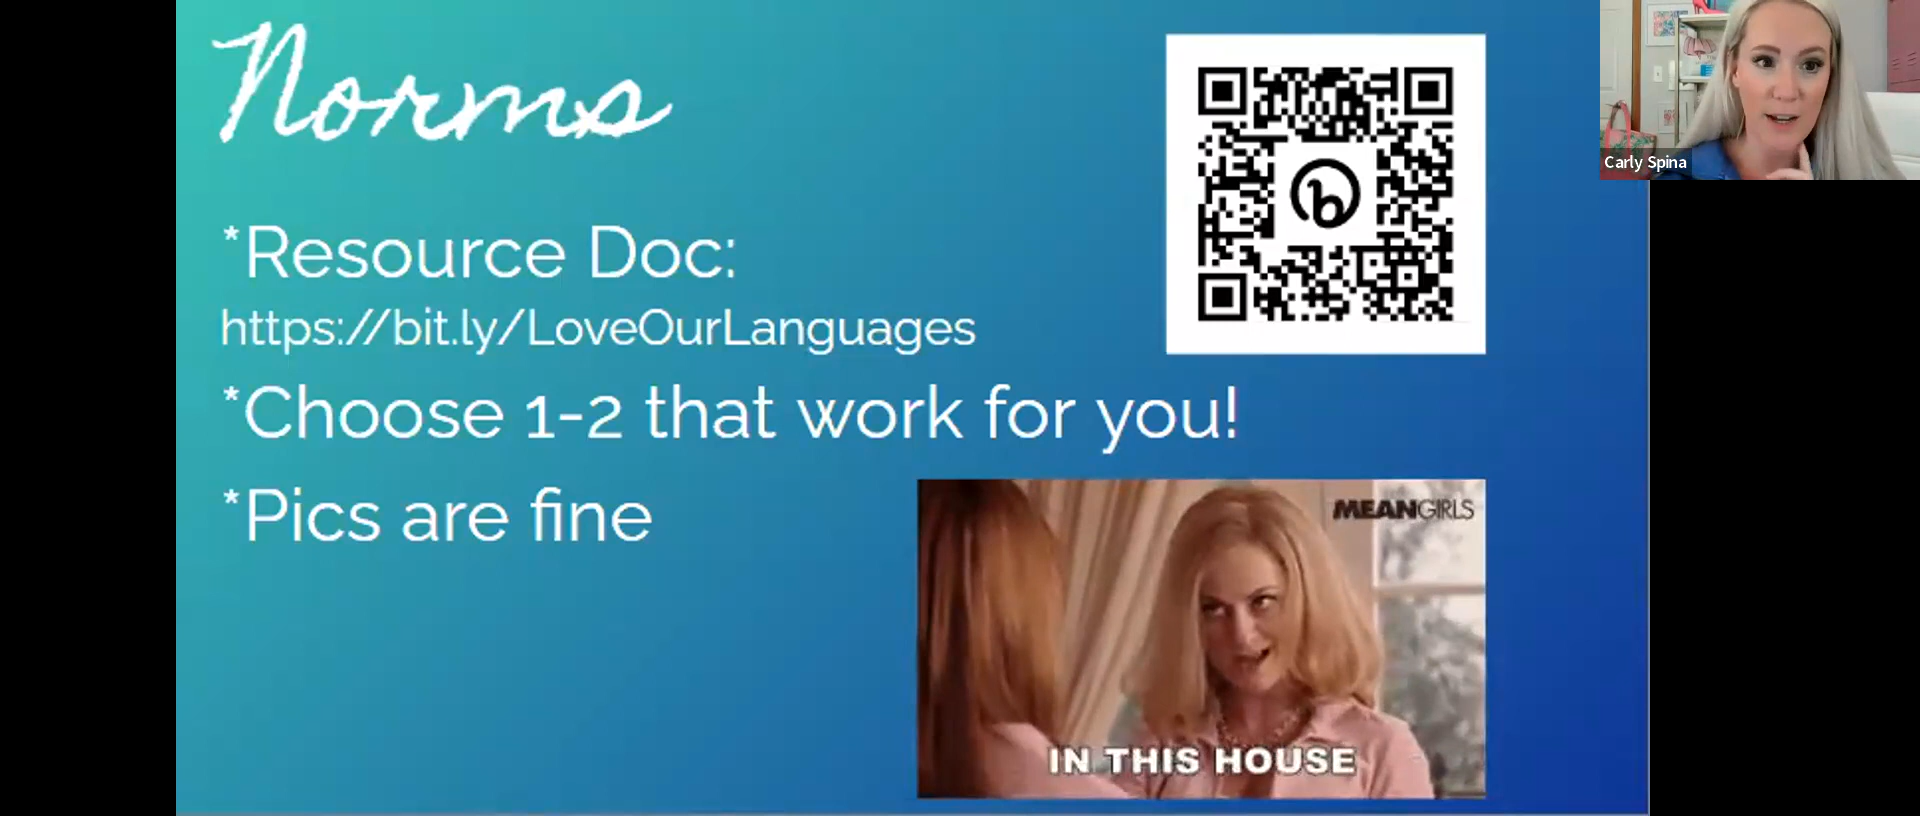 Norms
*Resource Doc:
https://bit.ly/LoveOurLanguages
*Choose 1-2 that work for you!
*Pics are fine
b
MEANGIRLS
IN THIS HOUSE
Carly Spina